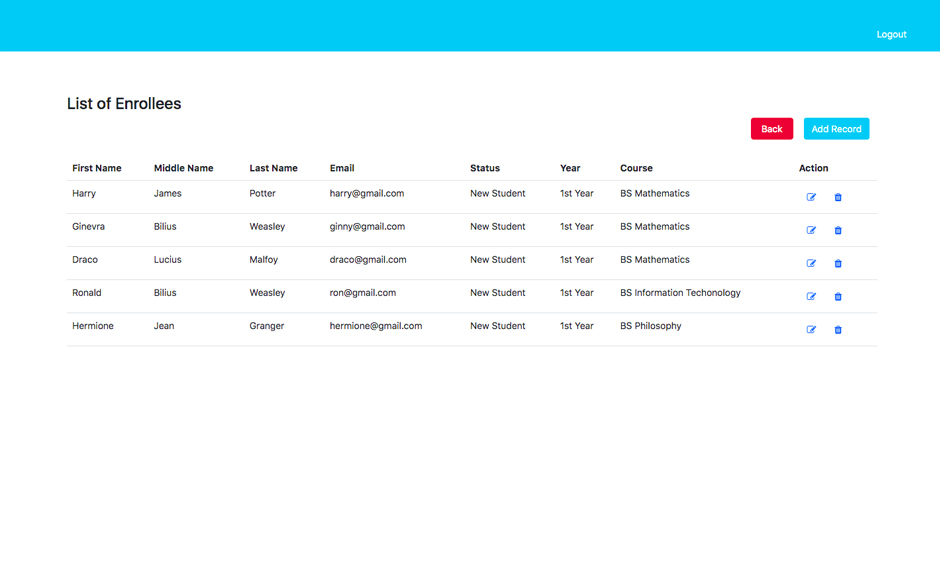 Logout
List of Enrollees
Back Add Record
First Name Middle Name Last Name Email Status Year Course Action
Harry James Potter harry@gmail.com New Student 1st Year BS Mathematics
Ginevra Bilius Weasley ginny@gmail.com New Student 1st Year BS Mathematics
Draco Lucius Malfoy draco@gmail.com New Student 1st Year BS Mathematics
Ronald Bilius Weasley ron@gmail.com New Student 1st Year BS Information Techonology
Hermione Jean Granger hermione@gmail.com New Student 1st Year BS Philosophy